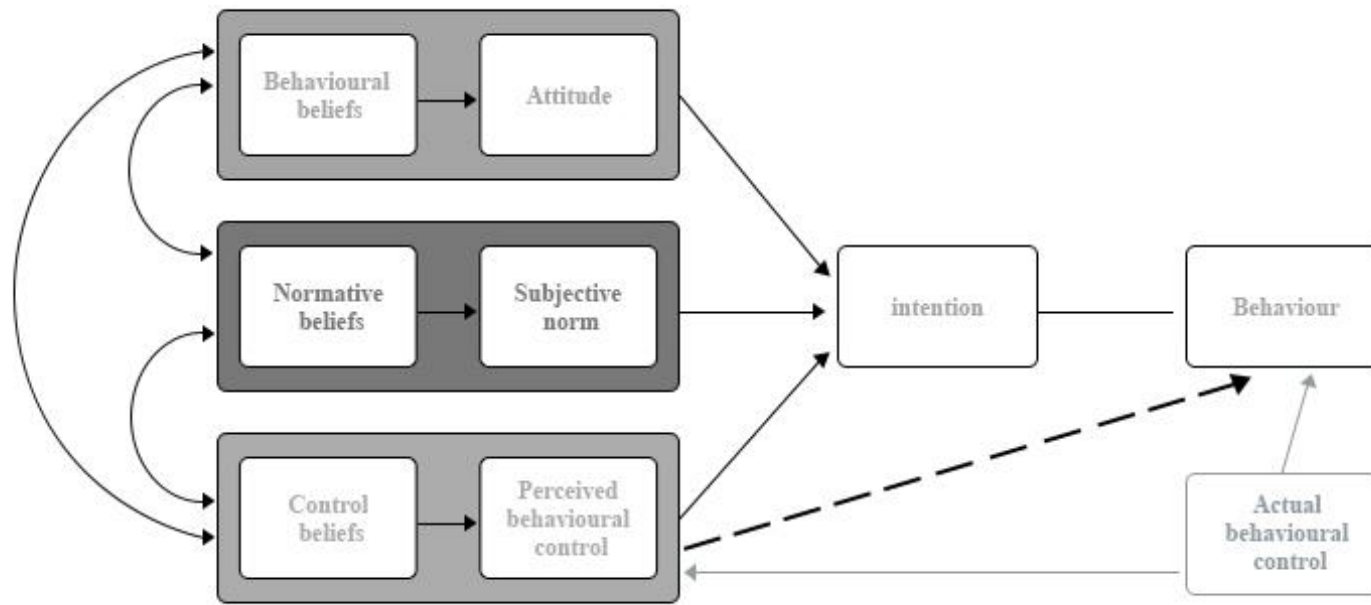 Behavioural
beliefs
Attitude
Normative
beliefs
Subjective
norm
intention
Behaviour
Control
beliefs
Perceived
behavioural
control
Actual
behavioural
control